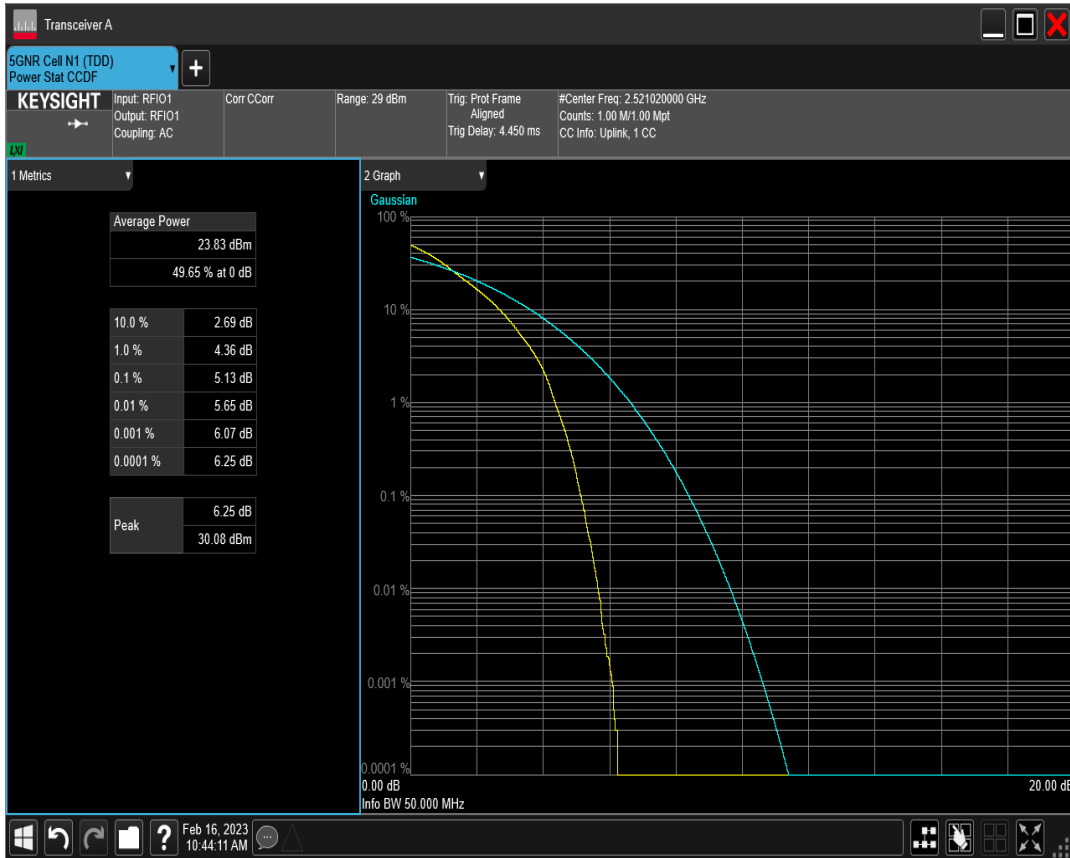 Transceiver A
5GNR Cell N1 (TDD)
Power Stat CCDF
KEYSIGHT
LXI
Input: RFIO1
Output: RFIO1
Coupling: AC
Corr CCorr
Range: 29 dBm
Trig: Prot Frame
Aligned
Trig Delay: 4.450 ms
#Center Freq: 2.521020000 GHz
Counts: 1.00 M/1.00 Mpt
CC Info: Uplink, 1 CC
1 Metrics
Average Power
23.83 dBm
49.65 % at 0 dB
10.0 % 2.69 dB
1.0 % 4.36 dB
0.1 % 5.13 dB
0.01 % 5.65 dB
0.001 % 6.07 dB
0.0001 % 6.25 dB
Peak
6.25 dB
30.08 dBm
2 Graph
Gaussian
100 %
10 %
1 %
0.1 %
0.01 %
0.001 %
0.0001 %
0.00 dB
20.00 dB
Info BW 50.000 MHz
?
Feb 16, 2023
10:44:11 AM